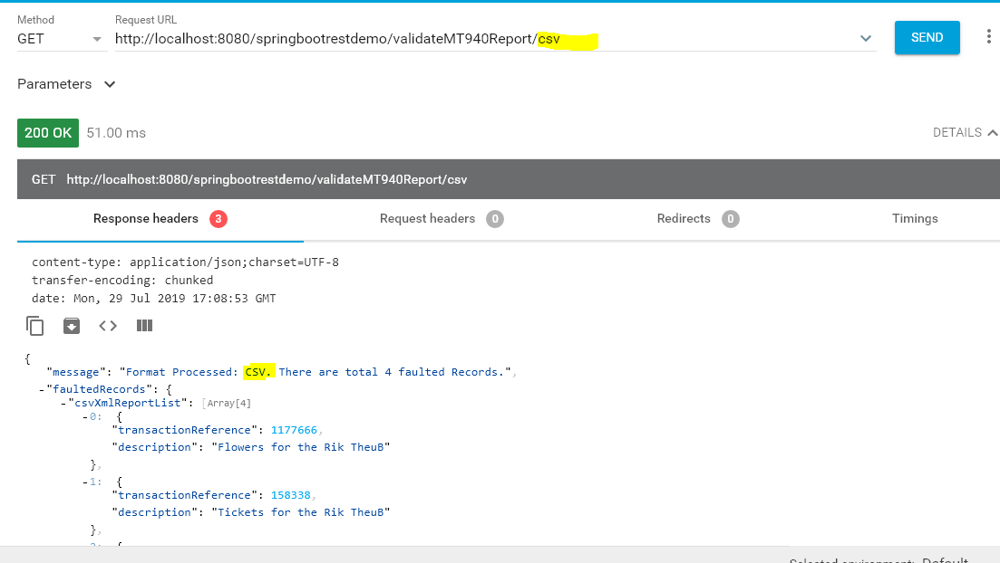 Method Request URL
GET http://localhost:8080/springbootrestdemo/validateMT940Report/csv SEND
Parameters
200 OK 51.00 ms DETAILS
GET http://localhost:8080/springbootrestdemo/validateMT940Report/csv
Response headers 3 Request headers 0 Redirects 0 Timings
content-type: application/json;charset=UTF-8
transfer-encoding: chunked
date: Mon, 29 Jul 2019 17:08:53 GMT
{
"message": "Format Processed: CSV. There are total 4 faulted Records.",
-"faultedRecords": {
-"csvXmlReportList": [Array[4]
-0: {
"transactionReference": 1177666,
"description": "Flowers for the Rik TheuB"
},
-1: {
"transactionReference": 158338,
"description": "Tickets for the Rik TheuB"
},
Selected environment: Default